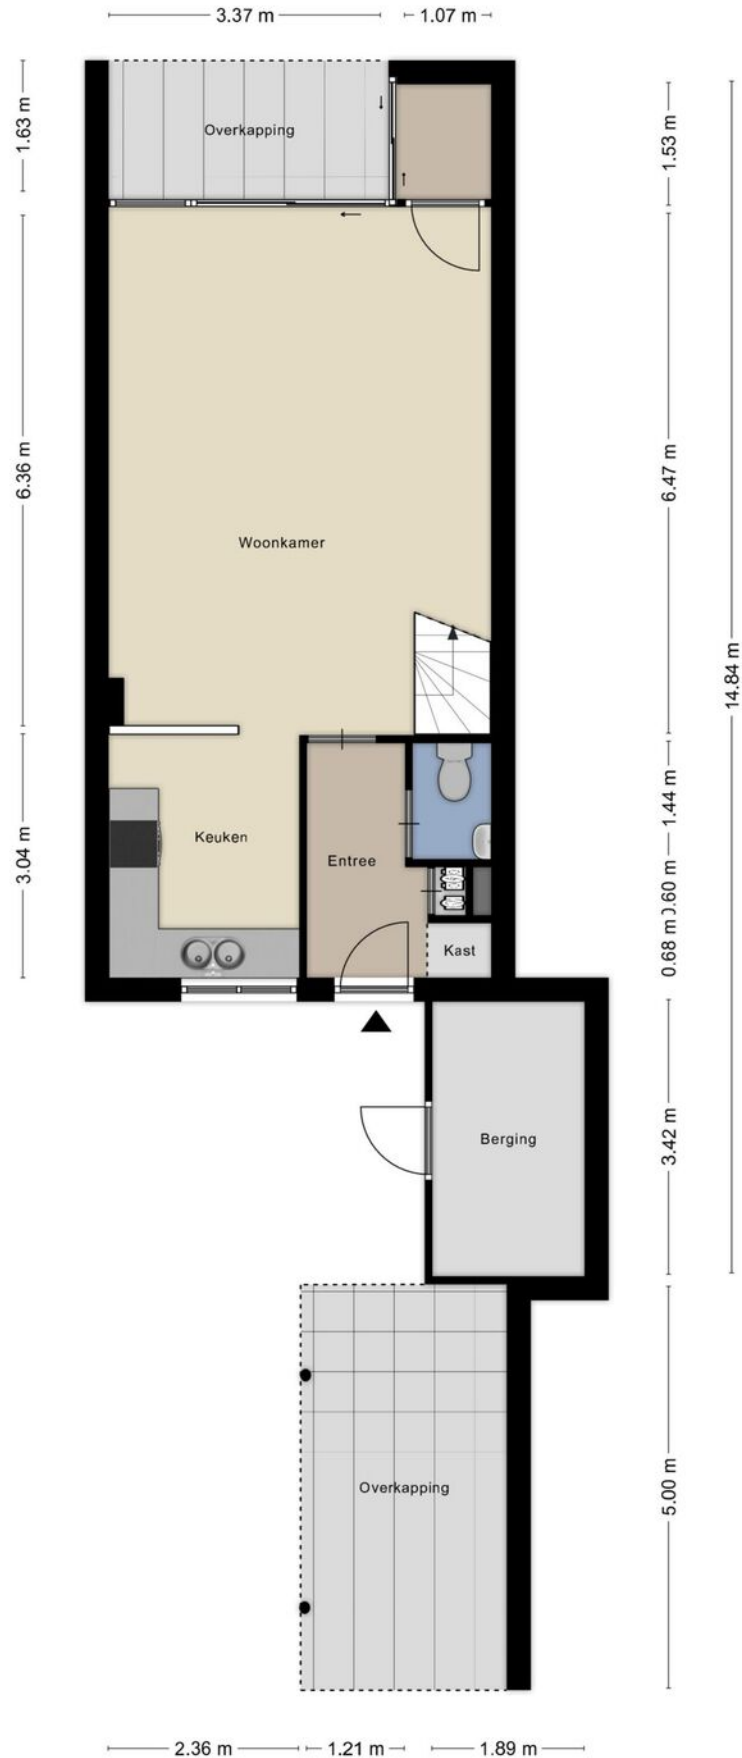 3.37 m
1.07 m
1.63 m
Overkapping
1.53 m
6.36 m
6.47 m
Woonkamer
14.84 m
3.04 m
Keuken
Entree
1.44 m
0.60 m
0.68 m
Kast
Berging
3.42 m
Overkapping
5.00 m
2.36 m
1.21 m
1.89 m